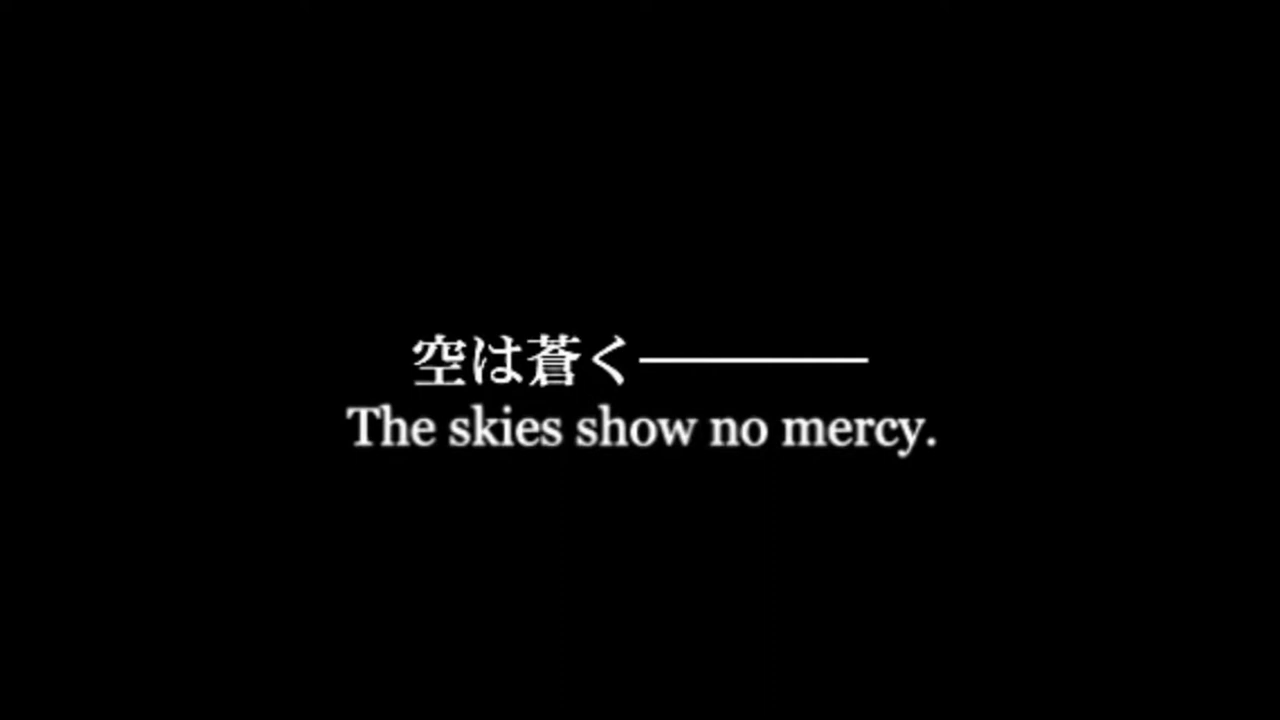 空は蒼く────
The skies show no mercy.